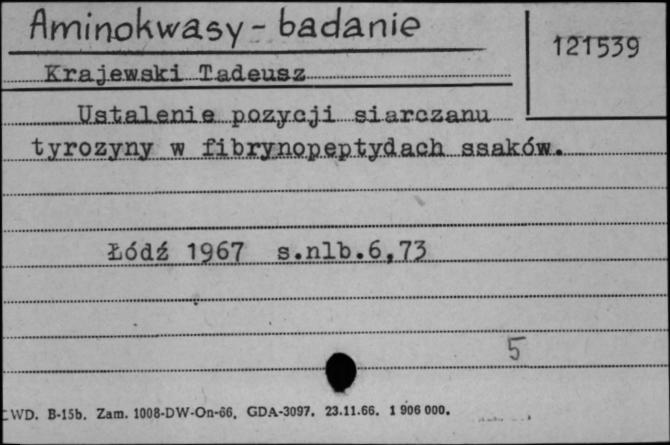 Aminokwasy - badanie
121539
Krajewski Tadeusz
Ustalenie pozycji siarczanu
tyrozyny w fibrynopeptydach ssaków.
Łódź 1967 s.nlb.6,73
5
WD. B-15b. Zam. 1008-DW-On-66. GDA-3097. 23.11.66. 1 906 000.